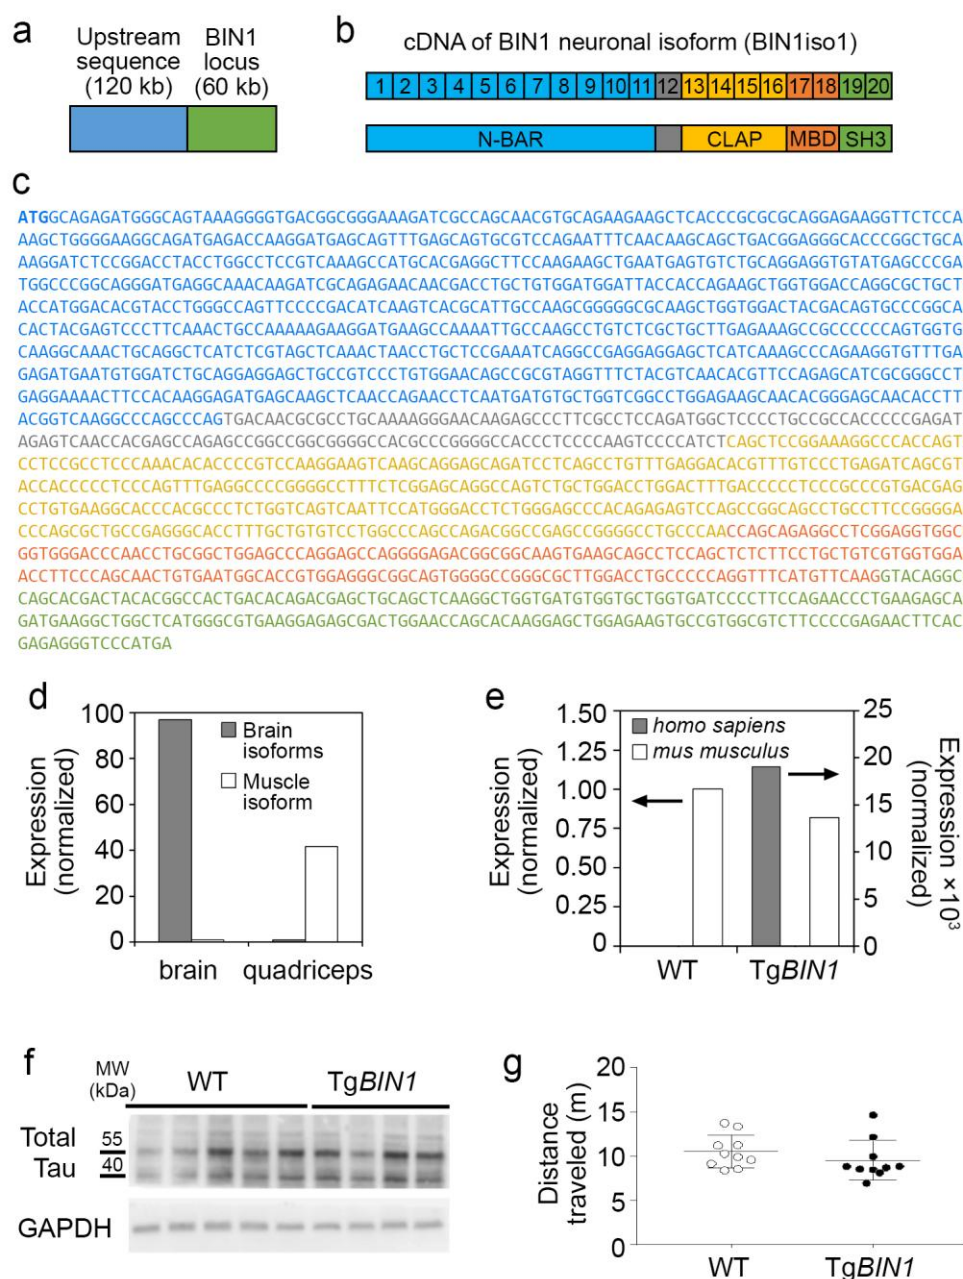 a
Upstream
sequence
(120 kb)
BIN1
locus
(60 kb)
b
cDNA of BIN1 neuronal isoform (BIN1iso1)
1 2 3 4 5 6 7 8 9 10 11 12 13 14 15 16 17 18 19 20
N-BAR CLAP MBD SH3
c
ATGGCAGAGATGGGCAGTAAAGGGGTGACGGCGGGAAAGATCGCCAGCAACGTGCAGAAGAAGCTCACCCGCGCGCAGGAGAAGGTTCTCCA
AAGCTGGGGAAGGCAGATGAGACCAAGGATGAGCAGTTTGAGCAGTGCGTCCAGAATTTCAACAAGCAGCTGACGGAGGGCACCCGGCTGCA
AAGGATCTCCGGACCTACCTGGCCTCCGTCAAAGCCATGCACGAGGCTTCCAAGAAGCTGAATGAGTGTCTGCAGGAGGTGTATGAGCCCGA
TGGCCCGGCAGGGATGAGGCAAACAAGATCGCAGAGAACAACGACCTGCTGTGGATGGATTACCACCAGAAGCTGGTGGACCAGGCGCTGCT
ACCATGGACACGTACCTGGGCCAGTTCCCCGACATCAAGTCACGCATTGCCAAGCGGGGGCGCAAGCTGGTGGACTACGACAGTGCCCGGCA
CACTACGAGTCCCTTCAAACTGCCAAAAAGAAGGATGAAGCCAAAATTGCCAAGCCTGTCTCGCTGCTTGAGAAAGCCGCCCCCCAGTGGTG
CAAGGCAAACTGCAGGCTCATCTCGTAGCTCAAACTAACCTGCTCCGAAATCAGGCCGAGGAGGAGCTCATCAAAGCCCAGAAGGTGTTTGA
GAGATGAATGTGGATCTGCAGGAGGAGCTGCCGTCCCTGTGGAACAGCCGCGTAGGTTTCTACGTCAACACGTTCCAGAGCATCGCGGGCCT
GAGGAAAACTTCCACAAGGAGATGAGCAAGCTCAACCAGAACCTCAATGATGTGCTGGTCGGCCTGGAGAAGCAACACGGGAGCAACACCTT
ACGGTCAAGGCCCAGCCCAGTGACAACGCGCCTGCAAAAGGGAACAAGAGCCCTTCGCCTCCAGATGGCTCCCCTGCCGCCACCCCCGAGAT
AGAGTCAACCACGAGCCAGAGCCGGCCGGCGGGGCCACGCCCGGGGCCACCCTCCCCAAGTCCCCATCTCAGCTCCGGAAAGGCCCACCAGT
CCTCCGCCTCCCAAACACACCCCGTCCAAGGAAGTCAAGCAGGAGCAGATCCTCAGCCTGTTTGAGGACACGTTTGTCCCTGAGATCAGCGT
ACCACCCCCTCCCAGTTTGAGGCCCCGGGGCCTTTCTCGGAGCAGGCCAGTCTGCTGGACCTGGACTTTGACCCCCTCCCGCCCGTGACGAG
CCTGTGAAGGCACCCACGCCCTCTGGTCAGTCAATTCCATGGGACCTCTGGGAGCCCACAGAGAGTCCAGCCGGCAGCCTGCCTTCCGGGGA
CCCAGCGCTGCCGAGGGCACCTTTGCTGTGTCCTGGCCCAGCCAGACGGCCGAGCCGGGGCCTGCCCAACCAGCAGAGGCCTCGGAGGTGGC
GGTGGGACCCAACCTGCGGCTGGAGCCCAGGAGCCAGGGGAGACGGCGGCAAGTGAAGCAGCCTCCAGCTCTCTTCCTGCTGTCGTGGTGGA
ACCTTCCCAGCAACTGTGAATGGCACCGTGGAGGGCGGCAGTGGGGCCGGGCGCTTGGACCTGCCCCCAGGTTTCATGTTCAAGGTACAGGC
CAGCACGACTACACGGCCACTGACACAGACGAGCTGCAGCTCAAGGCTGGTGATGTGGTGCTGGTGATCCCCTTCCAGAACCCTGAAGAGCA
GATGAAGGCTGGCTCATGGGCGTGAAGGAGAGCGACTGGAACCAGCACAAGGAGCTGGAGAAGTGCCGTGGCGTCTTCCCCGAGAACTTCAC
GAGAGGGTCCCATGA
d
Expression
(normalized)
100
80
60
40
20
0
Brain
isoforms
Muscle
isoform
brain quadriceps
e
Expression
(normalized)
1.50
1.25
1.00
0.75
0.50
0.25
0
homo sapiens
mus musculus
25
20
15
10
5
0
Expression ×10³
(normalized)
WT TgBIN1
f
MW
(kDa)
WT TgBIN1
Total
Tau
55
40
GAPDH
g
Distance
traveled (m)
20
15
10
5
0
WT TgBIN1